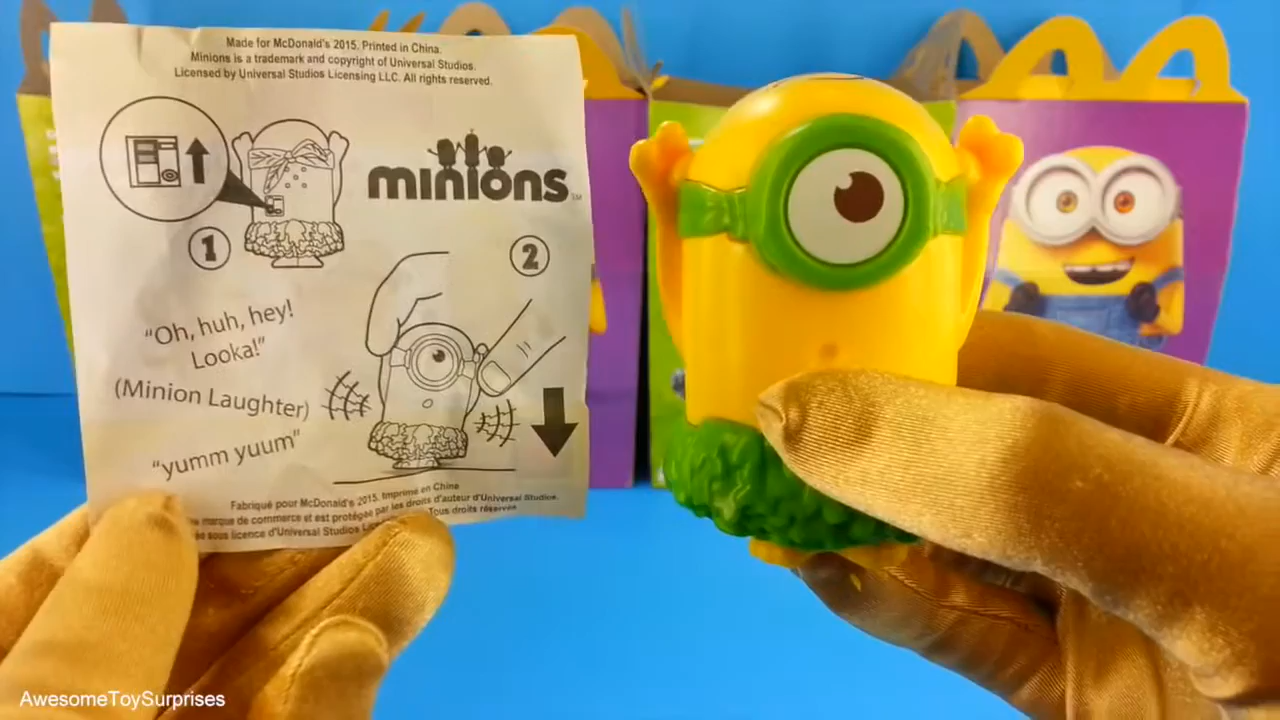 Made for McDonald's 2015. Printed in China.
Minions is a trademark and copyright of Universal Studios.
Licensed by Universal Studios Licensing LLC. All rights reserved.
minions™
1
2
"Oh, huh, hey!
Looka!"
(Minion Laughter)
"yumm yuum"
Fabriqué pour McDonald's 2015. Imprimé en China
marque de commerce et est protégée par les droits d'auteur d'Universal Studios.
sous licence d'Universal Studios Tous droits réservés
AwesomeToySurprises